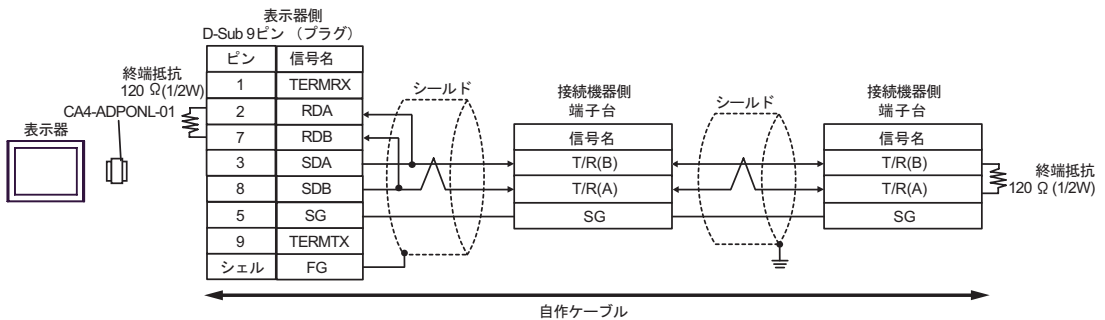 表示器側
D-Sub 9ピン （プラグ）
ピン 信号名
1 TERMRX
2 RDA
7 RDB
3 SDA
8 SDB
5 SG
9 TERMTX
シェル FG
終端抵抗
120 Ω(1/2W)
CA4-ADPONL-01
表示器
シールド
接続機器側
端子台
信号名
T/R(B)
T/R(A)
SG
シールド
接続機器側
端子台
信号名
T/R(B)
T/R(A)
SG
終端抵抗
120 Ω (1/2W)
自作ケーブル